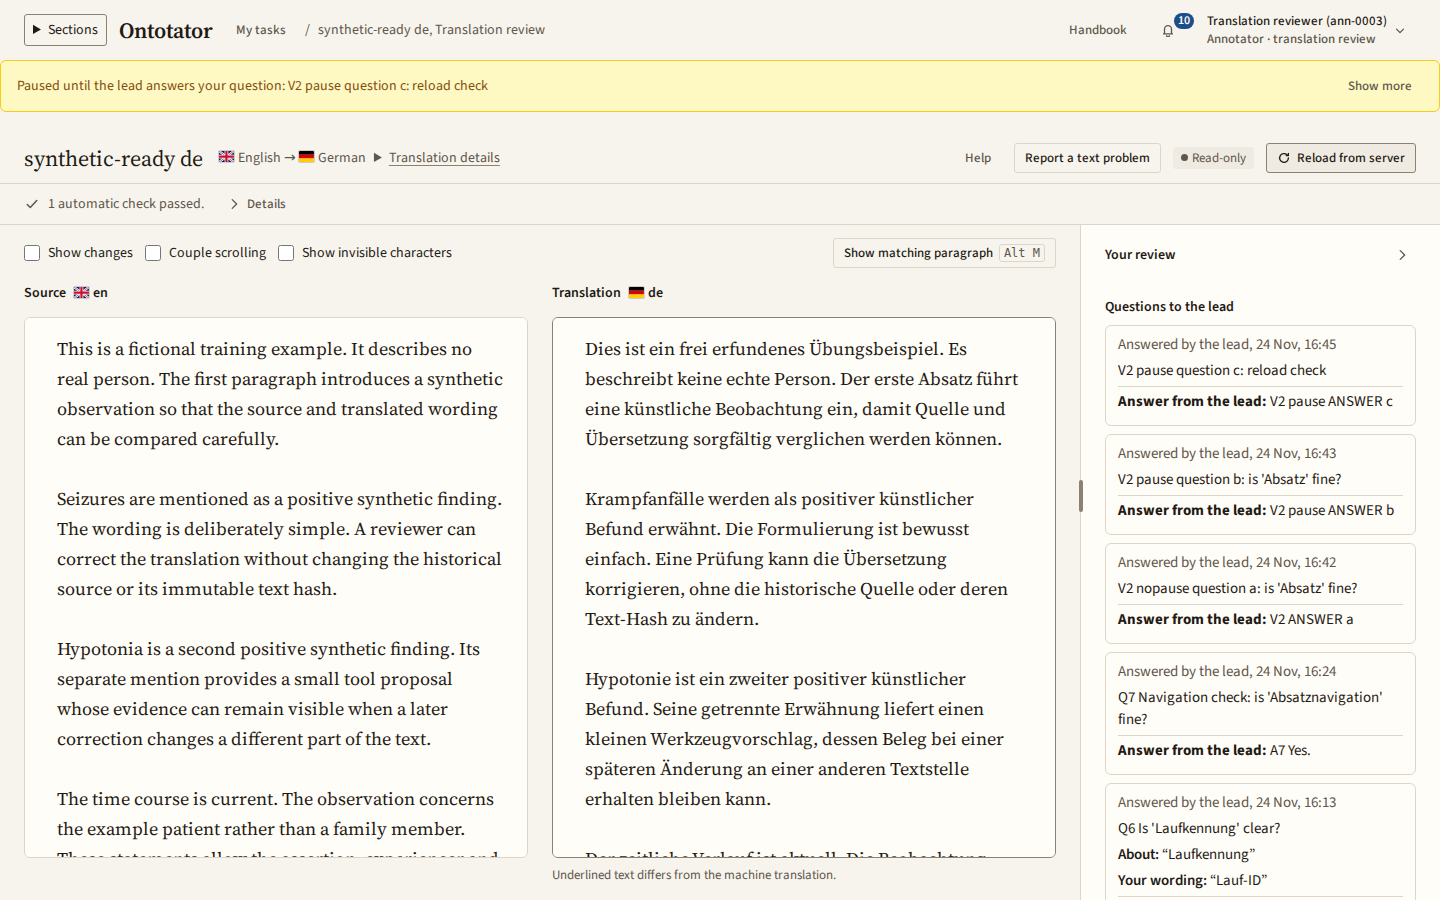 Sections
Ontotator
My tasks
/ synthetic-ready de, Translation review
Handbook
10
Translation reviewer (ann-0003)
Annotator · translation review
Paused until the lead answers your question: V2 pause question c: reload check
Show more
synthetic-ready de
English → German
Translation details
Help
Report a text problem
Read-only
Reload from server
1 automatic check passed.
Details
Show changes
Couple scrolling
Show invisible characters
Show matching paragraph Alt M
Source en
This is a fictional training example. It describes no
real person. The first paragraph introduces a synthetic
observation so that the source and translated wording
can be compared carefully.
Seizures are mentioned as a positive synthetic finding.
The wording is deliberately simple. A reviewer can
correct the translation without changing the historical
source or its immutable text hash.
Hypotonia is a second positive synthetic finding. Its
separate mention provides a small tool proposal
whose evidence can remain visible when a later
correction changes a different part of the text.
The time course is current. The observation concerns
the example patient rather than a family member.
These statements allow the assertion, experiencer and
Translation de
Dies ist ein frei erfundenes Übungsbeispiel. Es
beschreibt keine echte Person. Der erste Absatz führt
eine künstliche Beobachtung ein, damit Quelle und
Übersetzung sorgfältig verglichen werden können.
Krampfanfälle werden als positiver künstlicher
Befund erwähnt. Die Formulierung ist bewusst
einfach. Eine Prüfung kann die Übersetzung
korrigieren, ohne die historische Quelle oder deren
Text-Hash zu ändern.
Hypotonie ist ein zweiter positiver künstlicher
Befund. Seine getrennte Erwähnung liefert einen
kleinen Werkzeugvorschlag, dessen Beleg bei einer
späteren Änderung an einer anderen Textstelle
erhalten bleiben kann.
Der zeitliche Verlauf ist aktuell. Die Beobachtung
Underlined text differs from the machine translation.
Your review
Questions to the lead
Answered by the lead, 24 Nov, 16:45
V2 pause question c: reload check
Answer from the lead: V2 pause ANSWER c
Answered by the lead, 24 Nov, 16:43
V2 pause question b: is 'Absatz' fine?
Answer from the lead: V2 pause ANSWER b
Answered by the lead, 24 Nov, 16:42
V2 nopause question a: is 'Absatz' fine?
Answer from the lead: V2 ANSWER a
Answered by the lead, 24 Nov, 16:24
Q7 Navigation check: is 'Absatznavigation'
fine?
Answer from the lead: A7 Yes.
Answered by the lead, 24 Nov, 16:13
Q6 Is 'Laufkennung' clear?
About: “Laufkennung”
Your wording: “Lauf-ID”